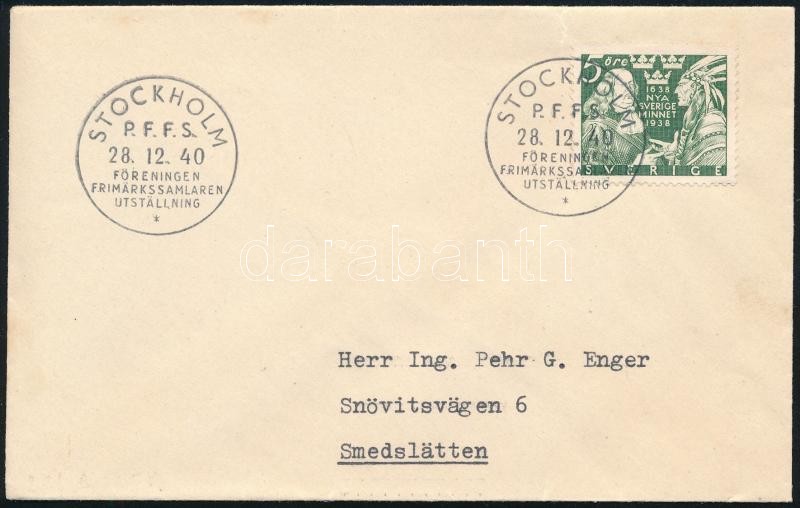 STOCKHOLM
P.F.F.S.
28. 12. 40
FÖRENINGEN
FRIMÄRKSSAMLAREN
UTSTÄLLNING
*
STOCKHOLM
P.F.F.S.
28. 12. 40
FÖRENINGEN
FRIMÄRKSSAMLAREN
UTSTÄLLNING
*
5 öre
1638
NYA
SVERIGE
MINNET
1938
SVERIGE
darabanth
Herr Ing. Pehr G. Enger
Snövitsvägen 6
Smedslätten